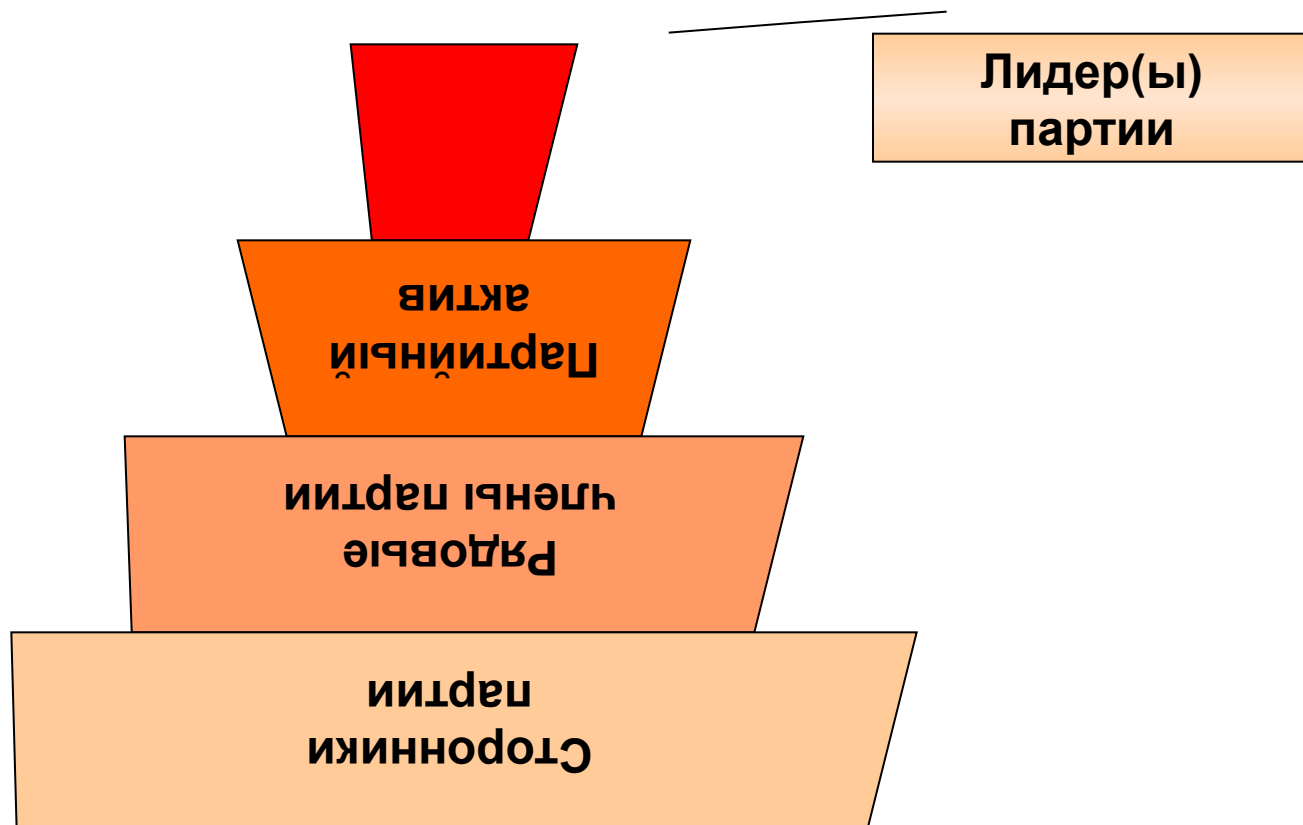 Лидер(ы)
партии
Партийный
актив
Рядовые
члены партии
Сторонники
партии